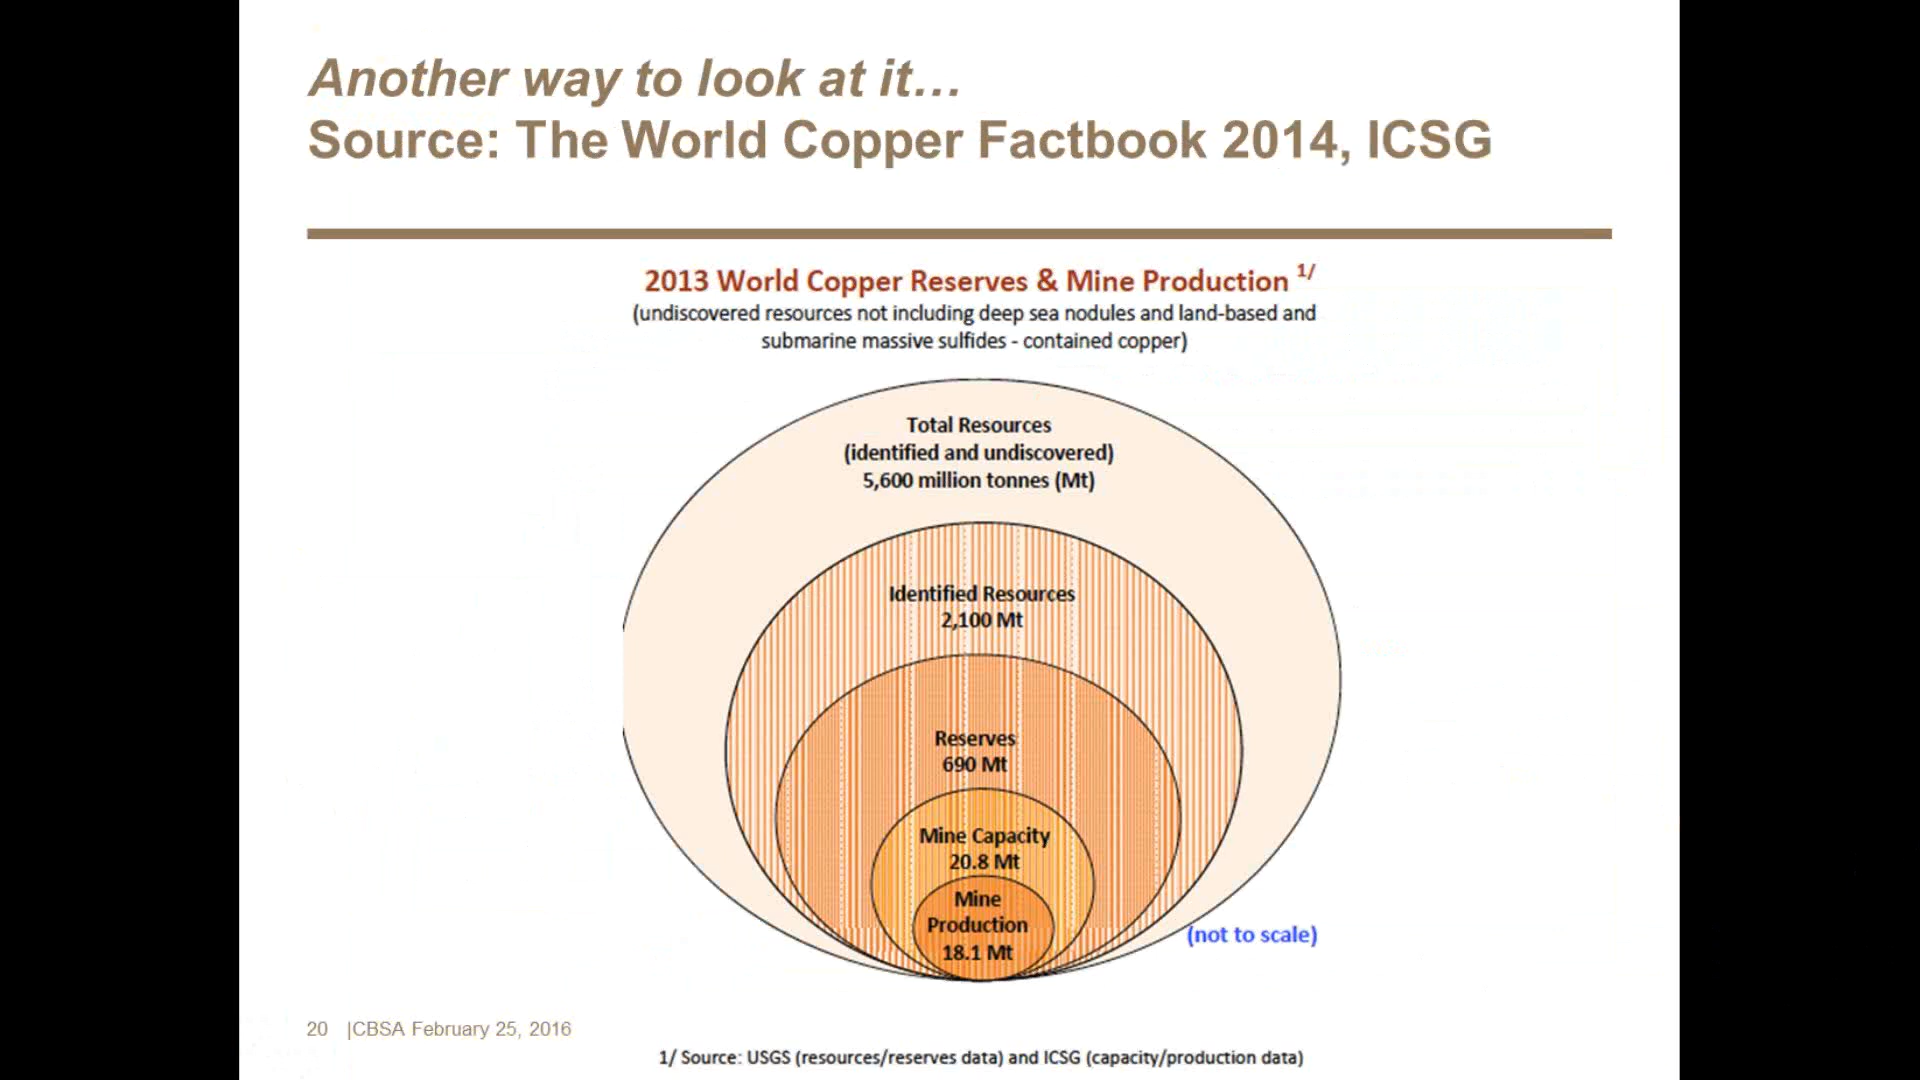 Another way to look at it...
Source: The World Copper Factbook 2014, ICSG
2013 World Copper Reserves & Mine Production 1/
(undiscovered resources not including deep sea nodules and land-based and
submarine massive sulfides - contained copper)
Total Resources
(identified and undiscovered)
5,600 million tonnes (Mt)
Identified Resources
2,100 Mt
Reserves
690 Mt
Mine Capacity
20.8 Mt
Mine
Production
18.1 Mt
(not to scale)
20 |CBSA February 25, 2016
1/ Source: USGS (resources/reserves data) and ICSG (capacity/production data)